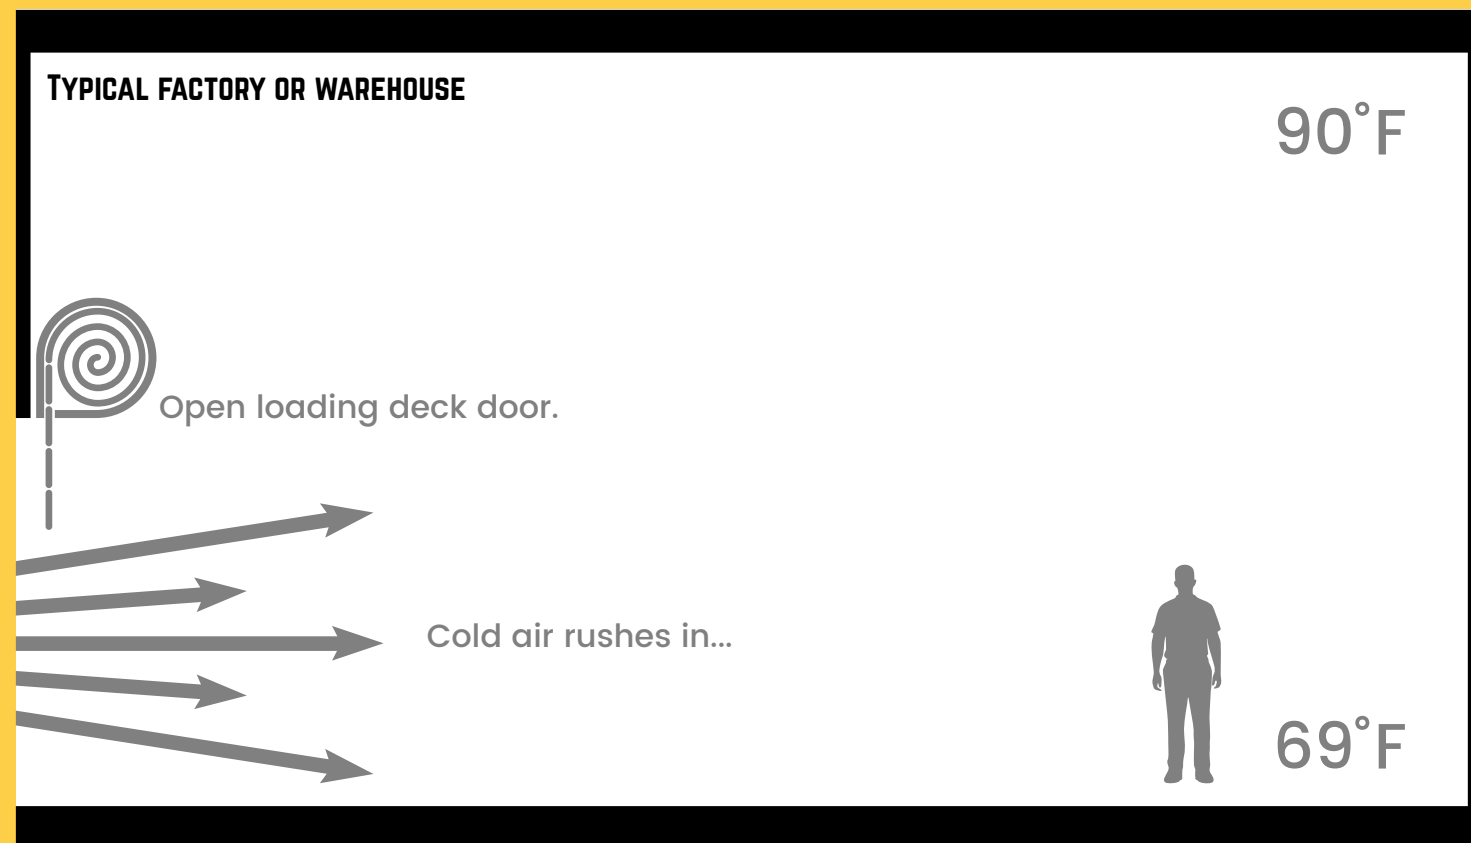 Typical factory or warehouse
90°F
Open loading deck door.
Cold air rushes in...
69°F